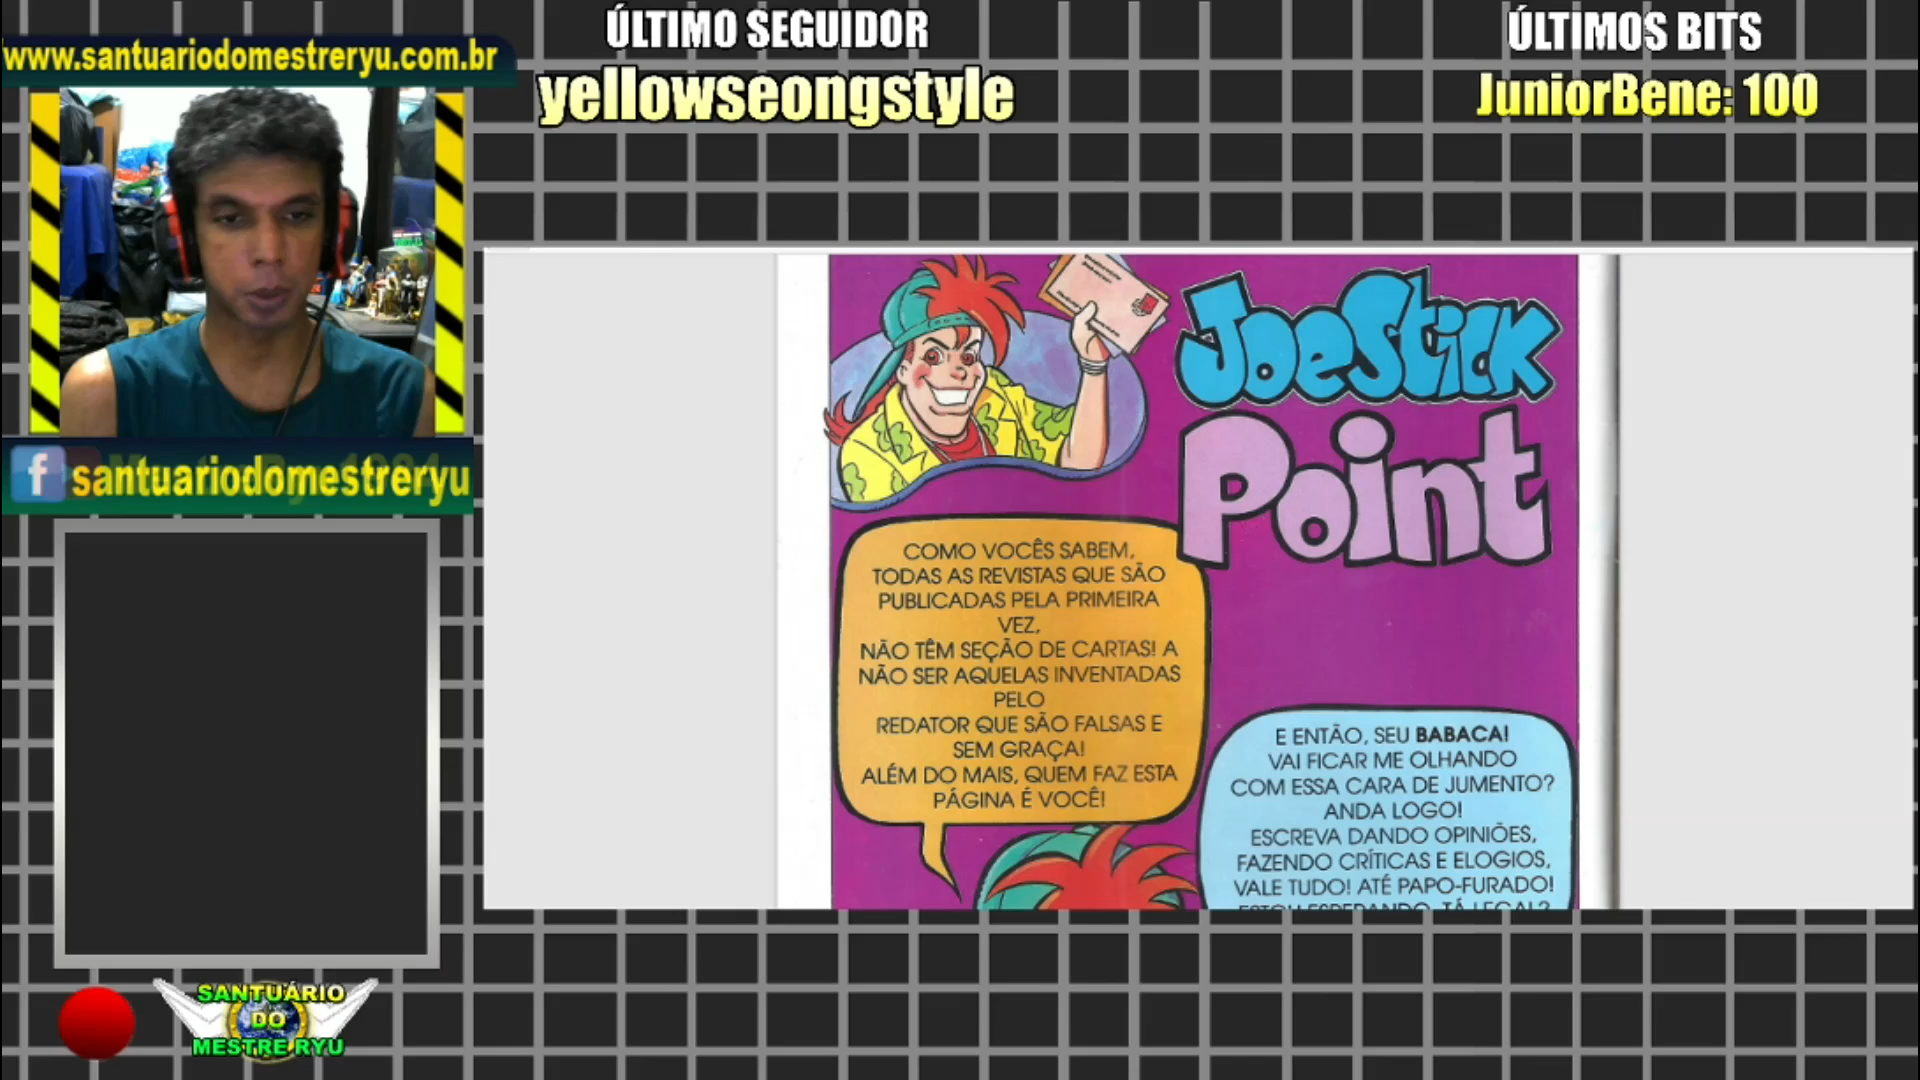 ÚLTIMO SEGUIDOR
yellowseongstyle
ÚLTIMOS BITS
JuniorBene: 100
www.santuariodomestreryu.com.br
f santuariodomestreryu
JoeStick
Point
COMO VOCÊS SABEM,
TODAS AS REVISTAS QUE SÃO
PUBLICADAS PELA PRIMEIRA
VEZ,
NÃO TÊM SEÇÃO DE CARTAS! A
NÃO SER AQUELAS INVENTADAS
PELO
REDATOR QUE SÃO FALSAS E
SEM GRAÇA!
ALÉM DO MAIS, QUEM FAZ ESTA
PÁGINA É VOCÊ!
E ENTÃO, SEU BABACA!
VAI FICAR ME OLHANDO
COM ESSA CARA DE JUMENTO?
ANDA LOGO!
ESCREVA DANDO OPINIÕES,
FAZENDO CRÍTICAS E ELOGIOS,
VALE TUDO! ATÉ PAPO-FURADO!
ESTOU ESPERANDO, TÁ LEGAL?
SANTUÁRIO
DO
MESTRE RYU